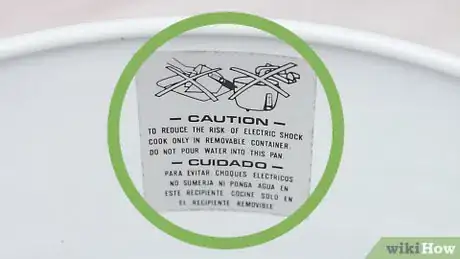 — CAUTION —
TO REDUCE THE RISK OF ELECTRIC SHOCK
COOK ONLY IN REMOVABLE CONTAINER.
DO NOT POUR WATER INTO THIS PAN
— CUIDADO —
PARA EVITAR CHOQUES ELECTRICOS
NO SUMERJA NI PONGA AGUA EN
ESTE RECIPIENTE COCINE SOLO EN
EL RECIPIENTE REMOVIBLE
wikiHow